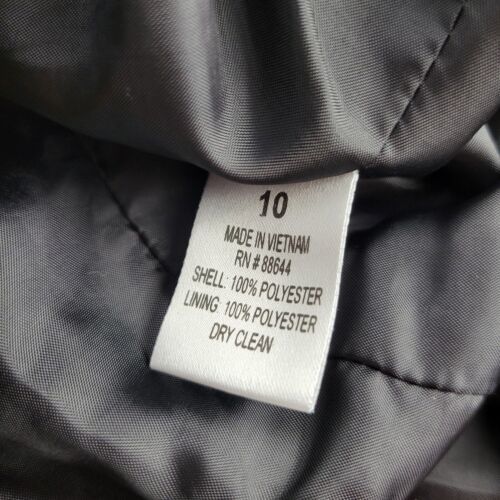 10
MADE IN VIETNAM
RN # 88644
SHELL: 100% POLYESTER
LINING: 100% POLYESTER
DRY CLEAN